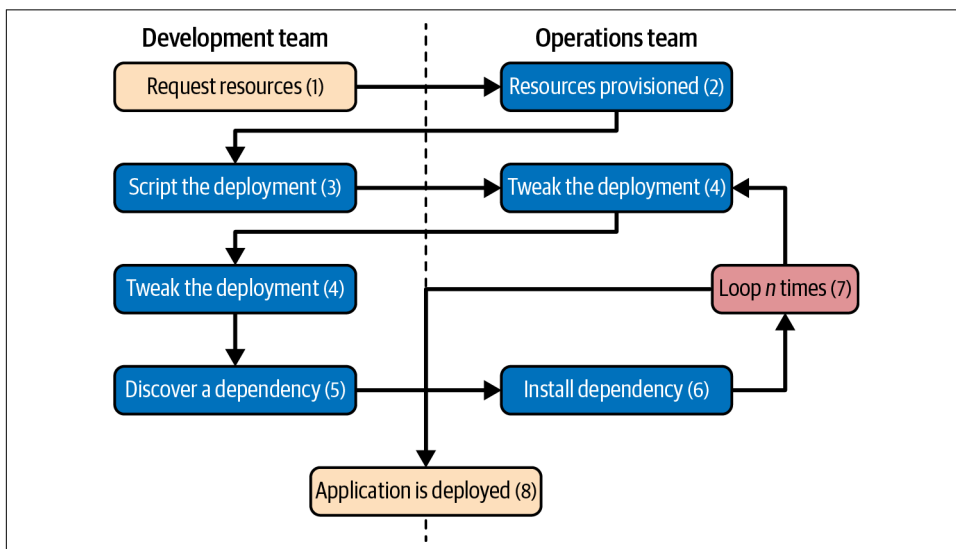 Development team
Operations team
Request resources (1)
Resources provisioned (2)
Script the deployment (3)
Tweak the deployment (4)
Tweak the deployment (4)
Loop n times (7)
Discover a dependency (5)
Install dependency (6)
Application is deployed (8)